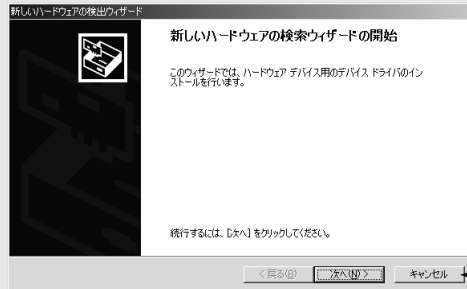 新しいハードウェアの検出ウィザード
新しいハードウェアの検索ウィザードの開始
このウィザードでは、ハードウェア デバイス用のデバイス ドライバのイン
ストールを行います。
続行するには、[次へ] をクリックしてください。
< 戻る(B)
次へ(N) >
キャンセル